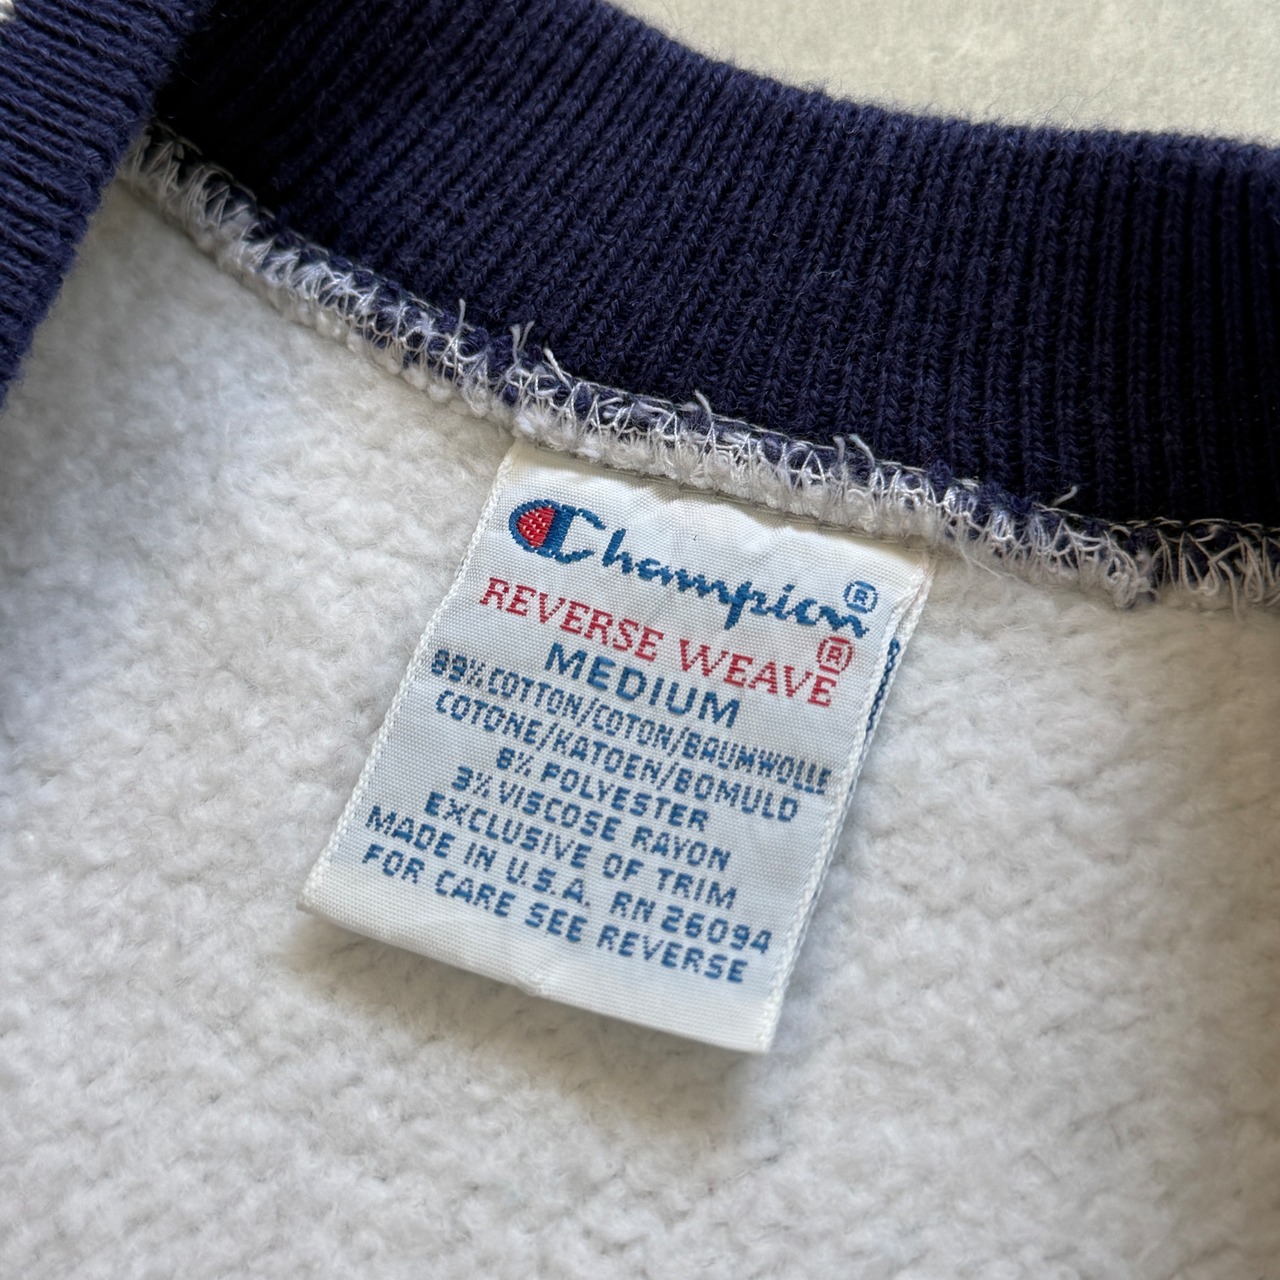 Champion®
REVERSE WEAVE®
MEDIUM
89% COTTON/COTON/BAUMWOLLE
COTONE/KATOEN/BOMULD
8% POLYESTER
3% VISCOSE RAYON
EXCLUSIVE OF TRIM
MADE IN U.S.A. RN 26094
FOR CARE SEE REVERSE